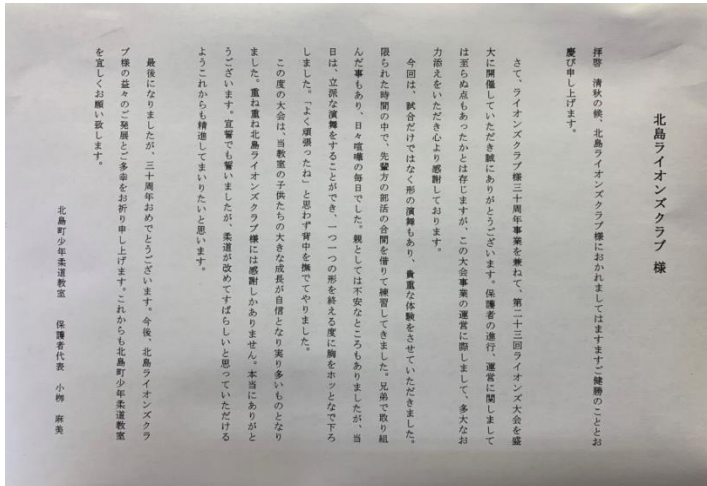 北島ライオンズクラブ 様
拝啓 清秋の候、北島ライオンズクラブ様におかれましてはますますご健勝のこととお
慶び申し上げます。
さて、ライオンズクラブ様三十周年事業を兼ねて、第二十三回ライオンズ大会を盛
大に開催していただき誠にありがとうございます。保護者の進行、運営に関しまして
は至らぬ点もあったかとは存じますが、この大会事業の運営に際しまして、多大なお
力添えをいただき心より感謝しております。
今回は、試合だけではなく形の演舞もあり、貴重な体験をさせていただきました。
限られた時間の中で、先輩方の部活の合間を借りて練習してきました。兄弟で取り組
んだ事もあり、日々喧嘩の毎日でした。親としては不安なところもありましたが、当
日は、立派な演舞をすることができ、一つ一つの形を終える度に胸をホッとなで下ろ
しました。「よく頑張ったね」と思わず背中を撫でてやりました。
この度の大会は、当教室の子供たちの大きな成長が自信となり実り多いものとなり
ました。重ね重ね北島ライオンズクラブ様には感謝しかありません。本当にありがと
うございます。宣誓でも誓いましたが、柔道が改めてすばらしいと思っていただける
ようこれからも精進してまいりたいと思います。
最後になりましたが、三十周年おめでとうございます。今後、北島ライオンズクラ
ブ様の益々のご発展とご多幸をお祈り申し上げます。これからも北島町少年柔道教室
を宜しくお願い致します。
北島町少年柔道教室 保護者代表 小栁 麻美